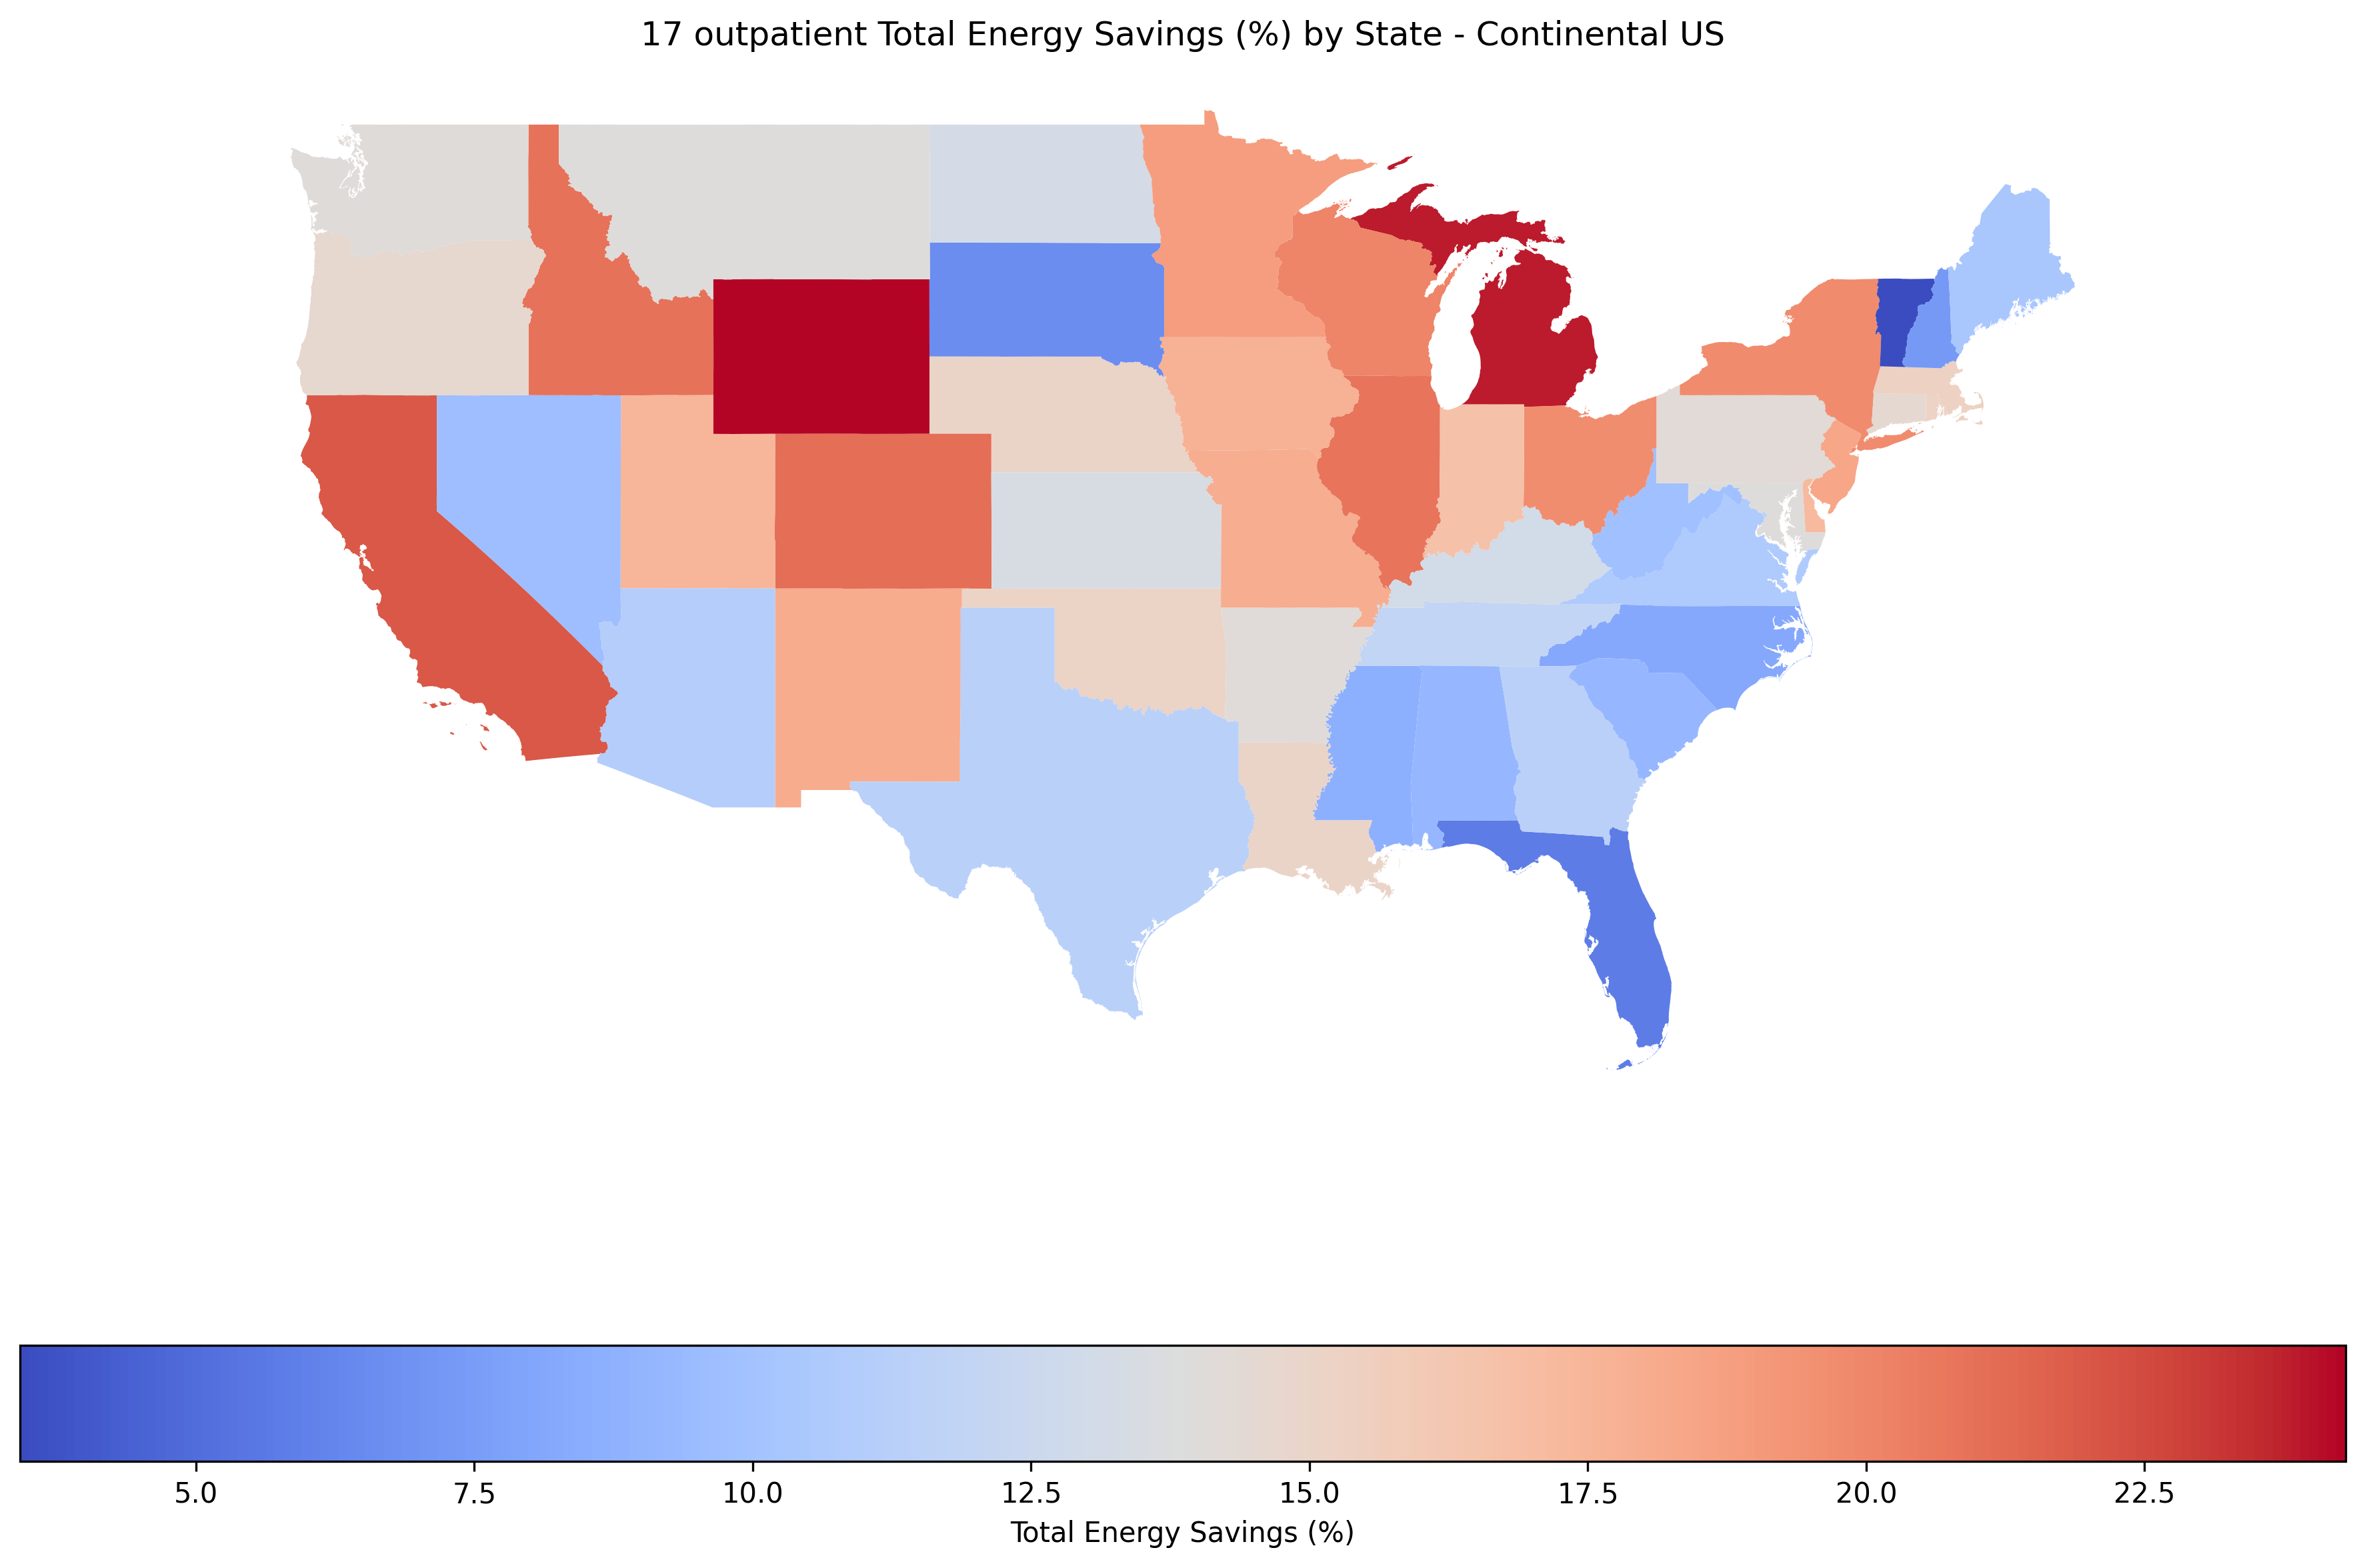 17 outpatient Total Energy Savings (%) by State - Continental US
5.0 7.5 10.0 12.5 15.0 17.5 20.0 22.5
Total Energy Savings (%)